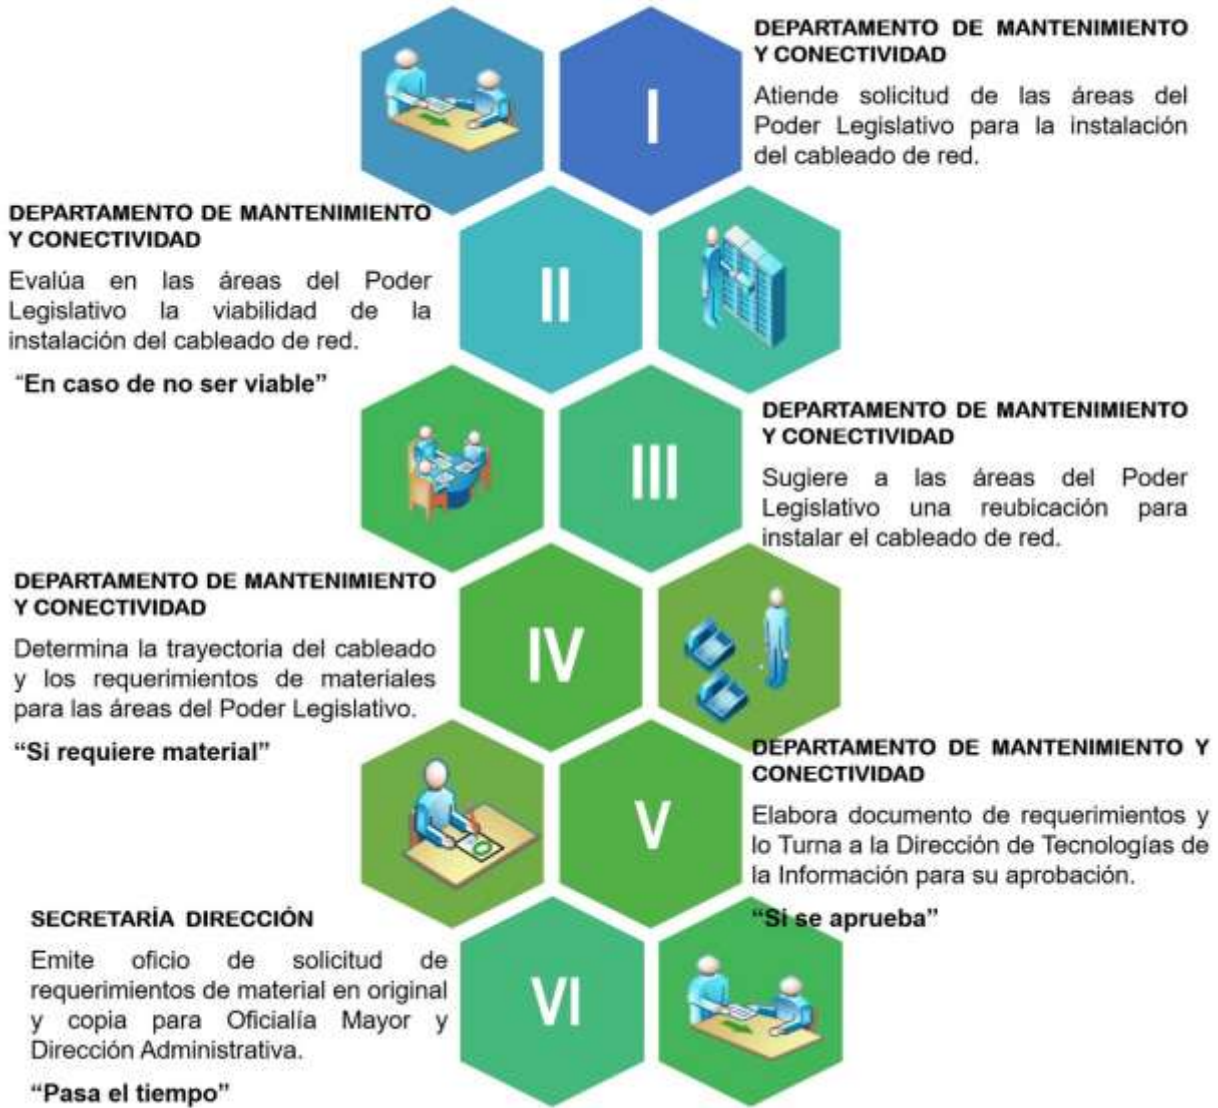 I
DEPARTAMENTO DE MANTENIMIENTO
Y CONECTIVIDAD
Atiende solicitud de las áreas del
Poder Legislativo para la instalación
del cableado de red.
DEPARTAMENTO DE MANTENIMIENTO
Y CONECTIVIDAD
Evalúa en las áreas del Poder
Legislativo la viabilidad de la
instalación del cableado de red.
“En caso de no ser viable”
II
III
DEPARTAMENTO DE MANTENIMIENTO
Y CONECTIVIDAD
Sugiere a las áreas del Poder
Legislativo una reubicación para
instalar el cableado de red.
DEPARTAMENTO DE MANTENIMIENTO
Y CONECTIVIDAD
Determina la trayectoria del cableado
y los requerimientos de materiales
para las áreas del Poder Legislativo.
“Si requiere material”
IV
V
DEPARTAMENTO DE MANTENIMIENTO Y
CONECTIVIDAD
Elabora documento de requerimientos y
lo Turna a la Dirección de Tecnologías de
la Información para su aprobación.
“Si se aprueba”
SECRETARÍA DIRECCIÓN
Emite oficio de solicitud de
requerimientos de material en original
y copia para Oficialía Mayor y
Dirección Administrativa.
“Pasa el tiempo”
VI